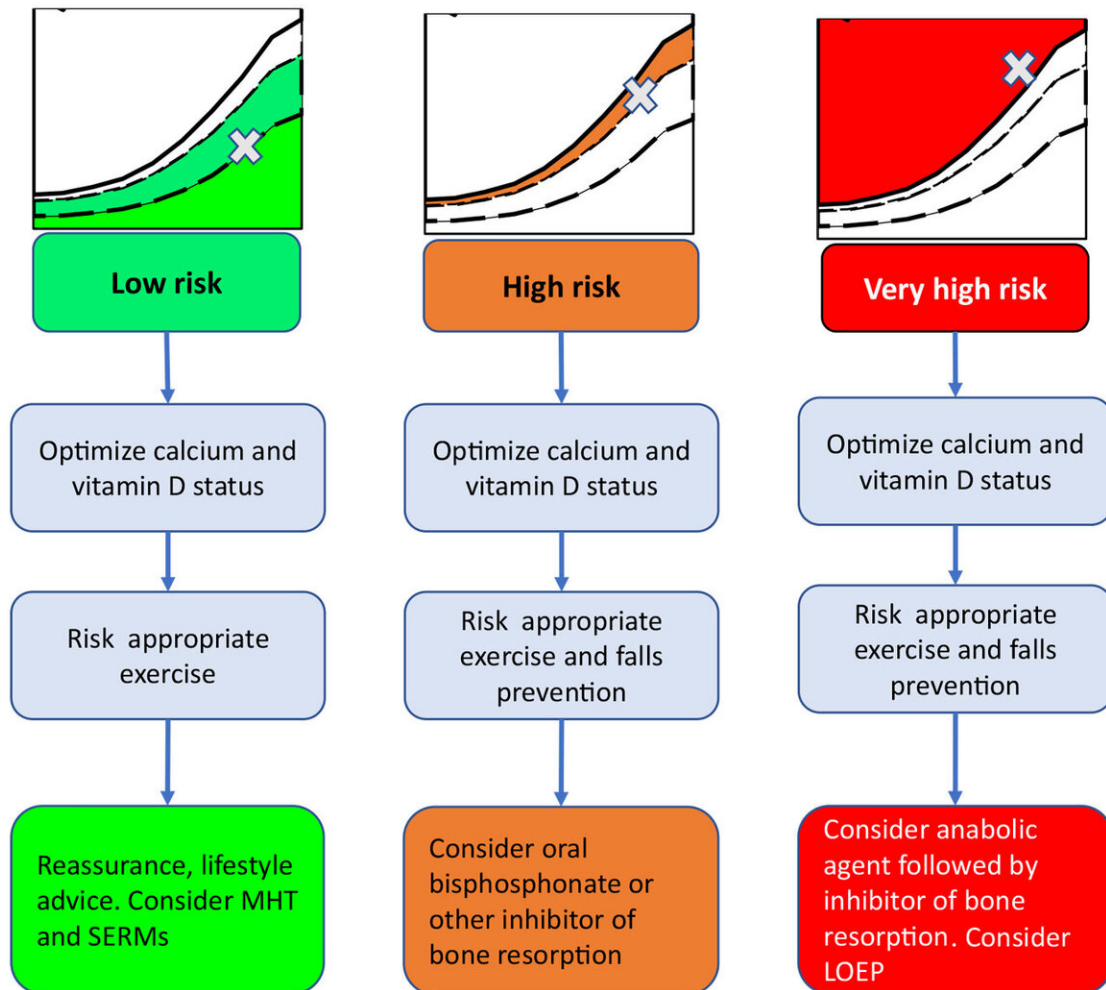 Low risk
High risk
Very high risk
Optimize calcium and
vitamin D status
Optimize calcium and
vitamin D status
Optimize calcium and
vitamin D status
Risk appropriate
exercise
Risk appropriate
exercise and falls
prevention
Risk appropriate
exercise and falls
prevention
Reassurance, lifestyle
advice. Consider MHT
and SERMs
Consider oral
bisphosphonate or
other inhibitor of
bone resorption
Consider anabolic
agent followed by
inhibitor of bone
resorption. Consider
LOEP